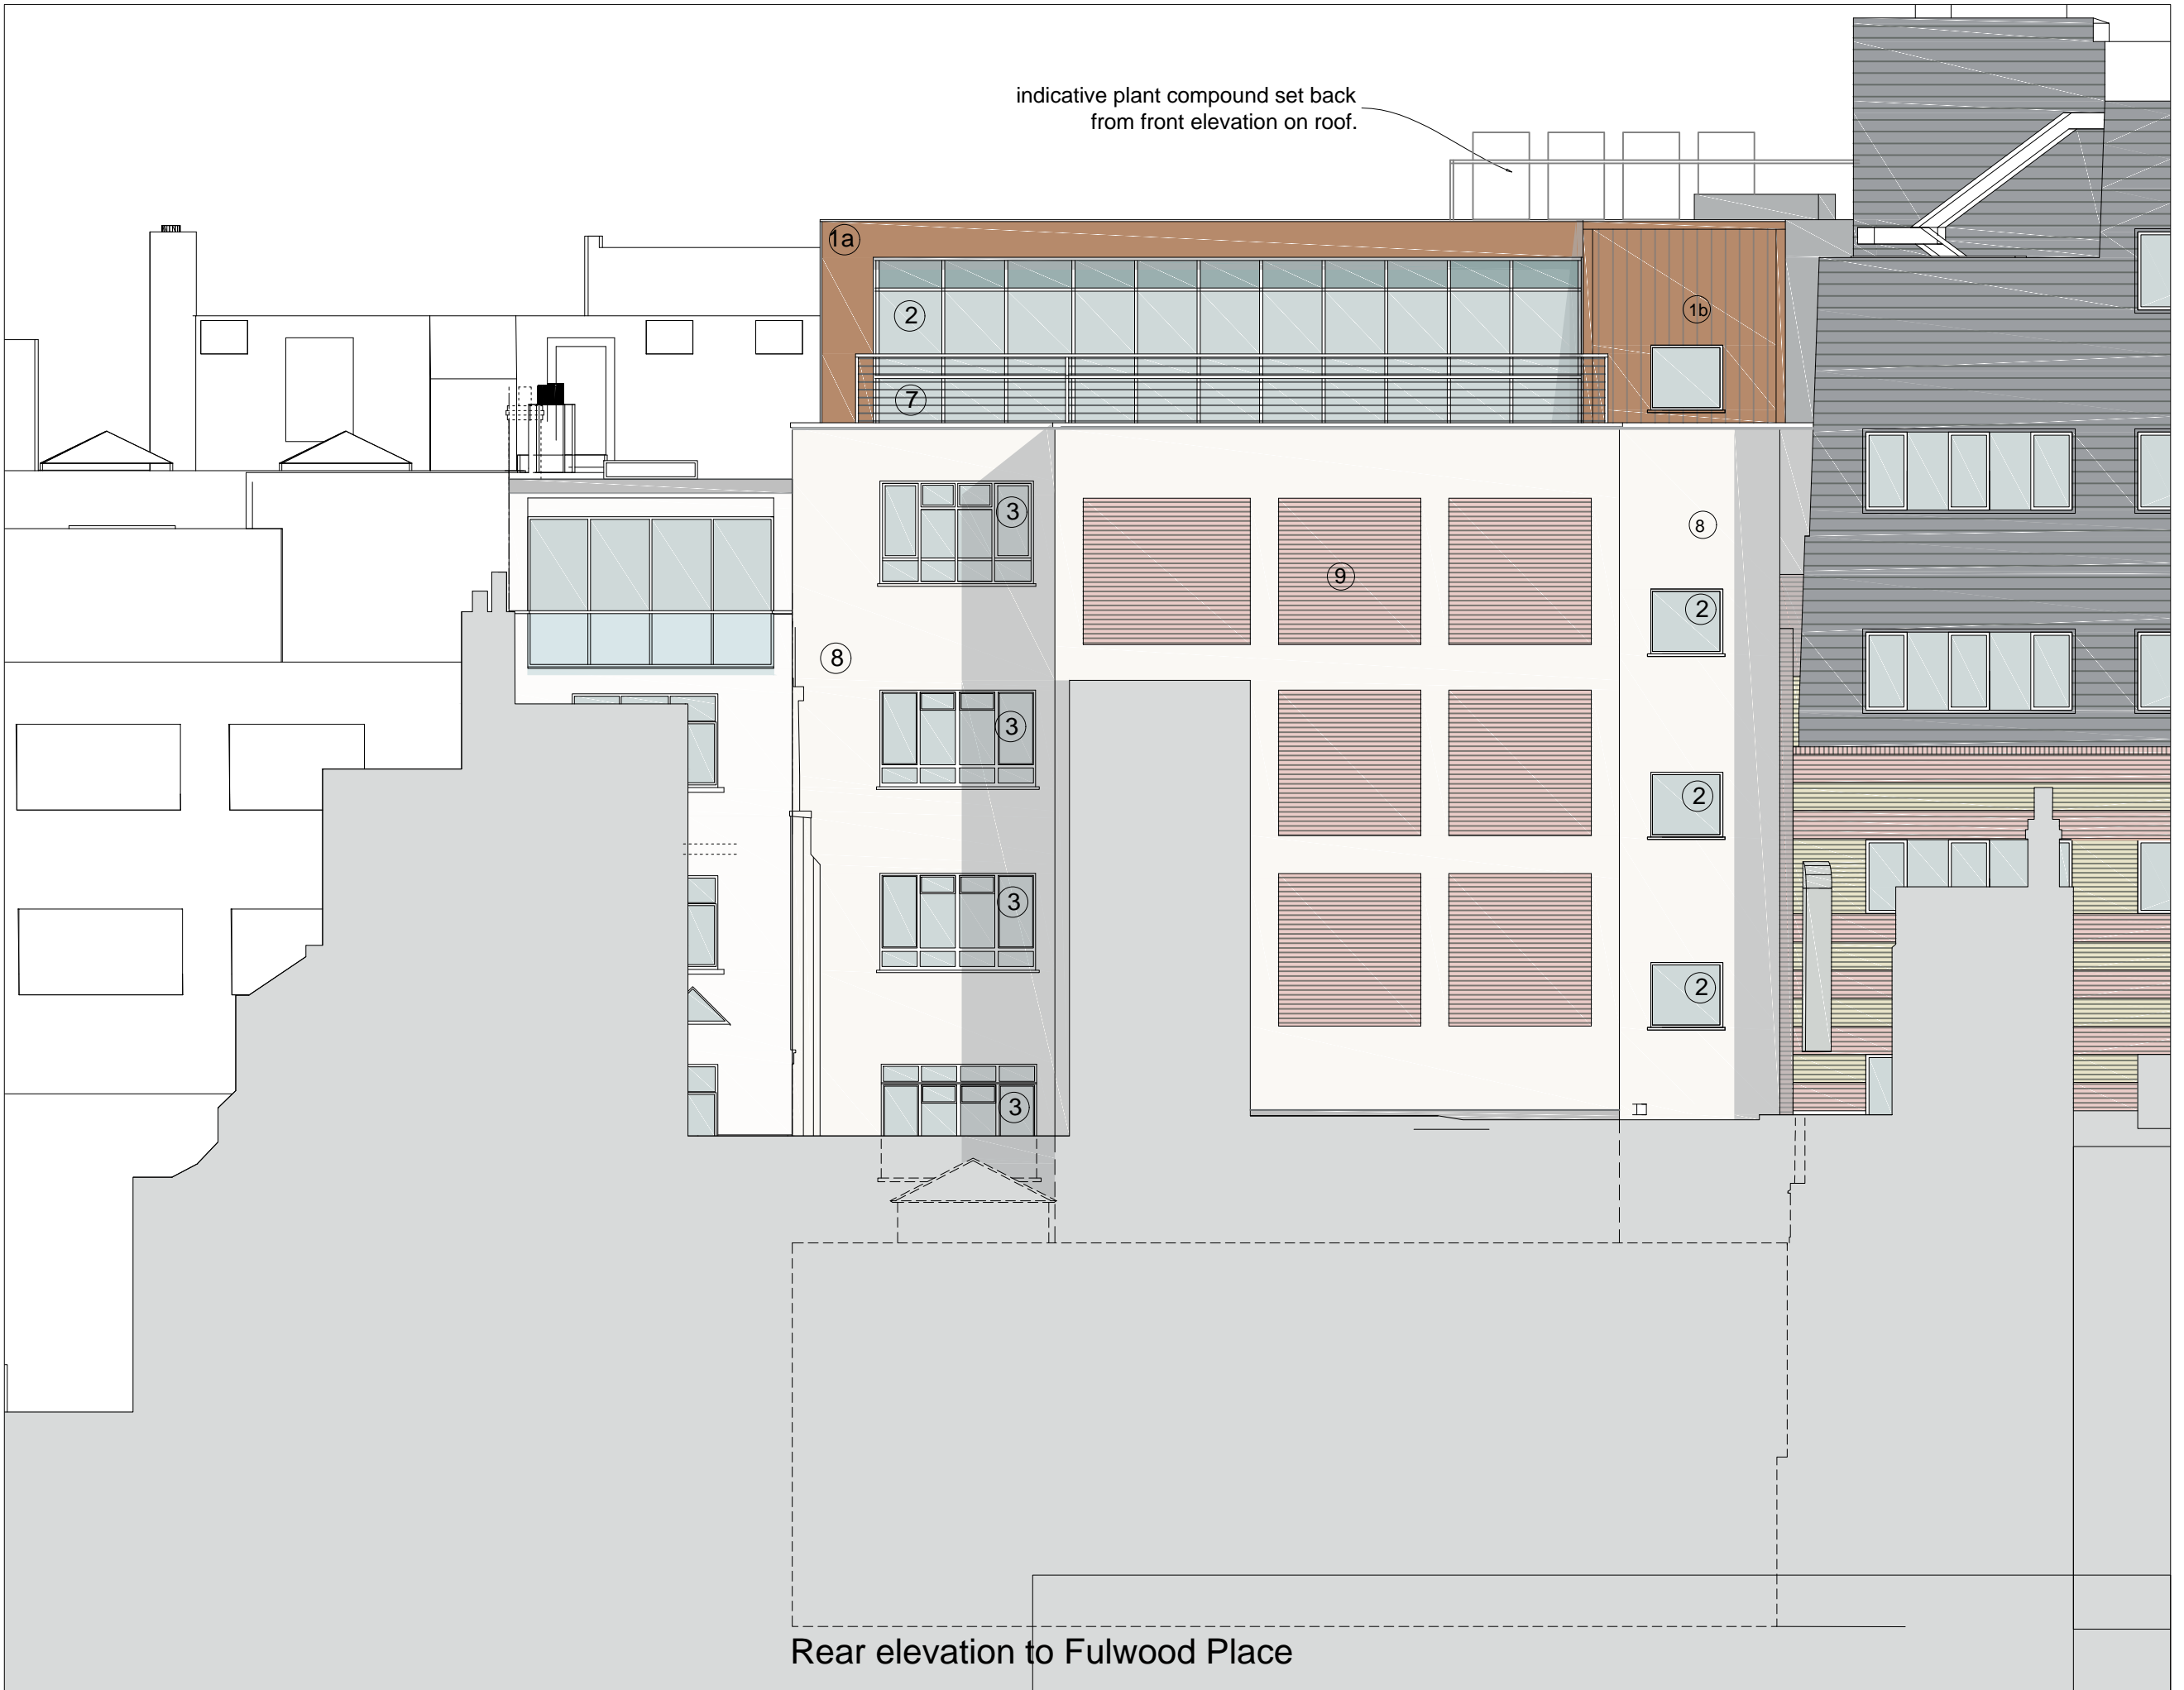 indicative plant compound set back
from front elevation on roof.
1a
1b
2
7
3
8
9
2
8
3
2
3
2
3
Rear elevation to Fulwood Place